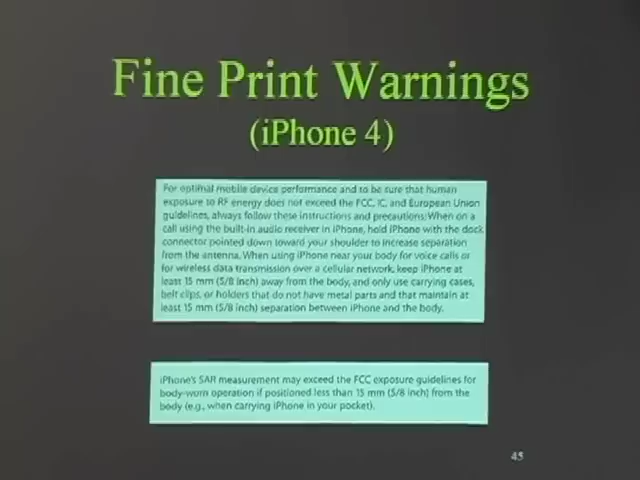 Fine Print Warnings
(iPhone 4)
For optimal mobile device performance and to be sure that human
exposure to RF energy does not exceed the FCC, IC, and European Union
guidelines, always follow these instructions and precautions: When on a
call using the built-in audio receiver in iPhone, hold iPhone with the dock
connector pointed down toward your shoulder to increase separation
from the antenna. When using iPhone near your body for voice calls or
for wireless data transmission over a cellular network, keep iPhone at
least 15 mm (5/8 inch) away from the body, and only use carrying cases,
belt clips, or holders that do not have metal parts and that maintain at
least 15 mm (5/8 inch) separation between iPhone and the body.
iPhone's SAR measurement may exceed the FCC exposure guidelines for
body-worn operation if positioned less than 15 mm (5/8 inch) from the
body (e.g., when carrying iPhone in your pocket).
45